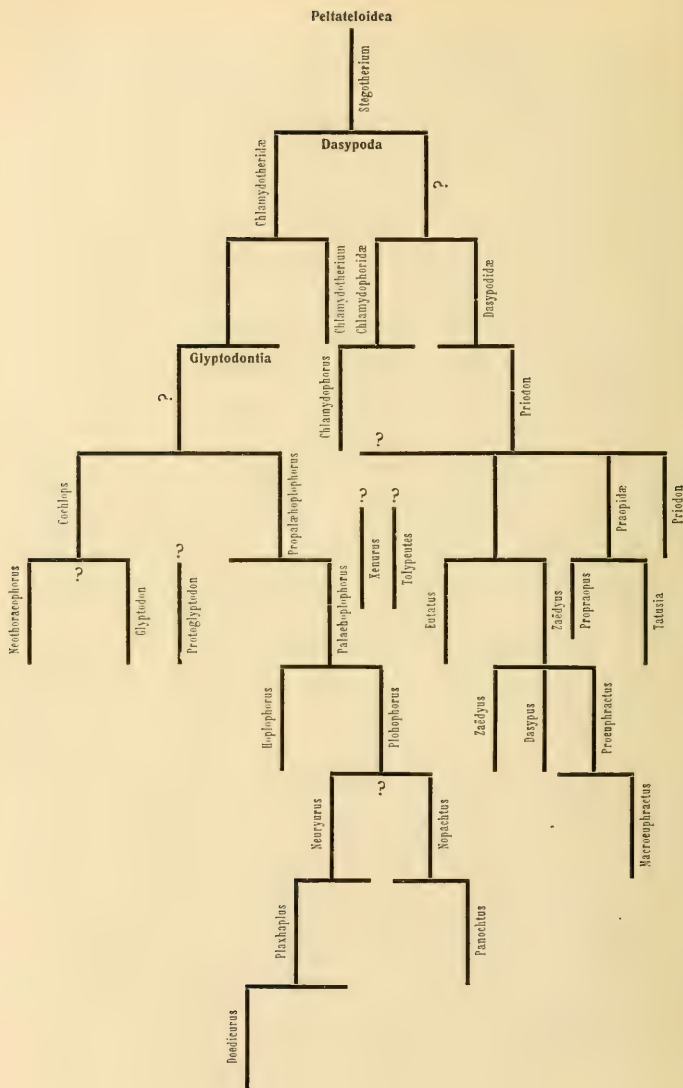 Peltateloidea
Stegotherium
Dasypoda
Chlamydotheridæ
?
Chlamydotherium
Chlamydophoridæ
Dasypodidæ
Glyptodontia
?
Chlamydophorus
Priodon
?
Cochlops
Propalæhoplophorus
?
Xenurus
?
Tolypeutes
Praopidæ
Priodon
Neothoracophorus
?
Glyptodon
?
Protoglyptodon
Palaehoplophorus
Eutatus
Zaëdyus
Propraopus
Tatusia
Hoplophorus
Plohophorus
Zaëdyus
Dasypus
Proeuphractus
Neuryurus
?
Nopachtus
Macroeuphractus
Plaxhaplus
Panochtus
Doedicurus